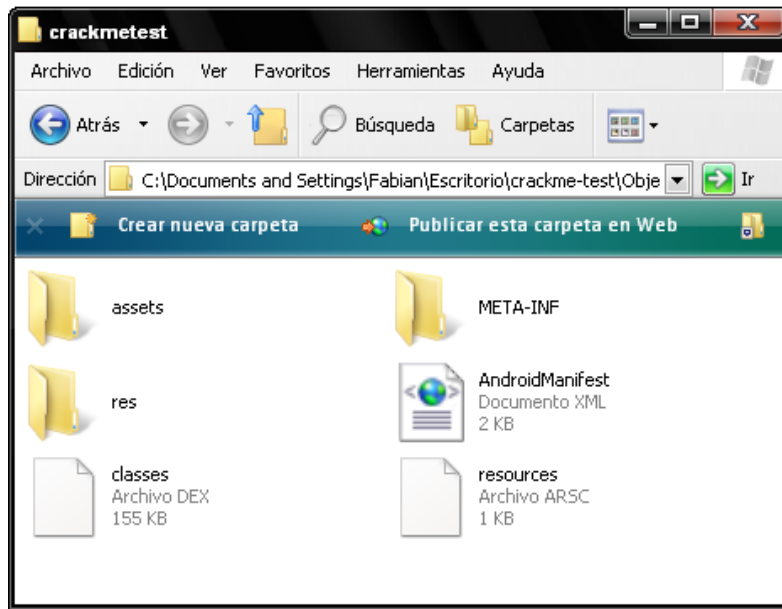 crackmetest
Archivo Edición Ver Favoritos Herramientas Ayuda
Atrás Búsqueda Carpetas
Dirección C:\Documents and Settings\Fabian\Escritorio\crackme-test\Obje Ir
Crear nueva carpeta Publicar esta carpeta en Web
assets META-INF
res AndroidManifest
Documento XML
2 KB
classes resources
Archivo DEX Archivo ARSC
155 KB 1 KB